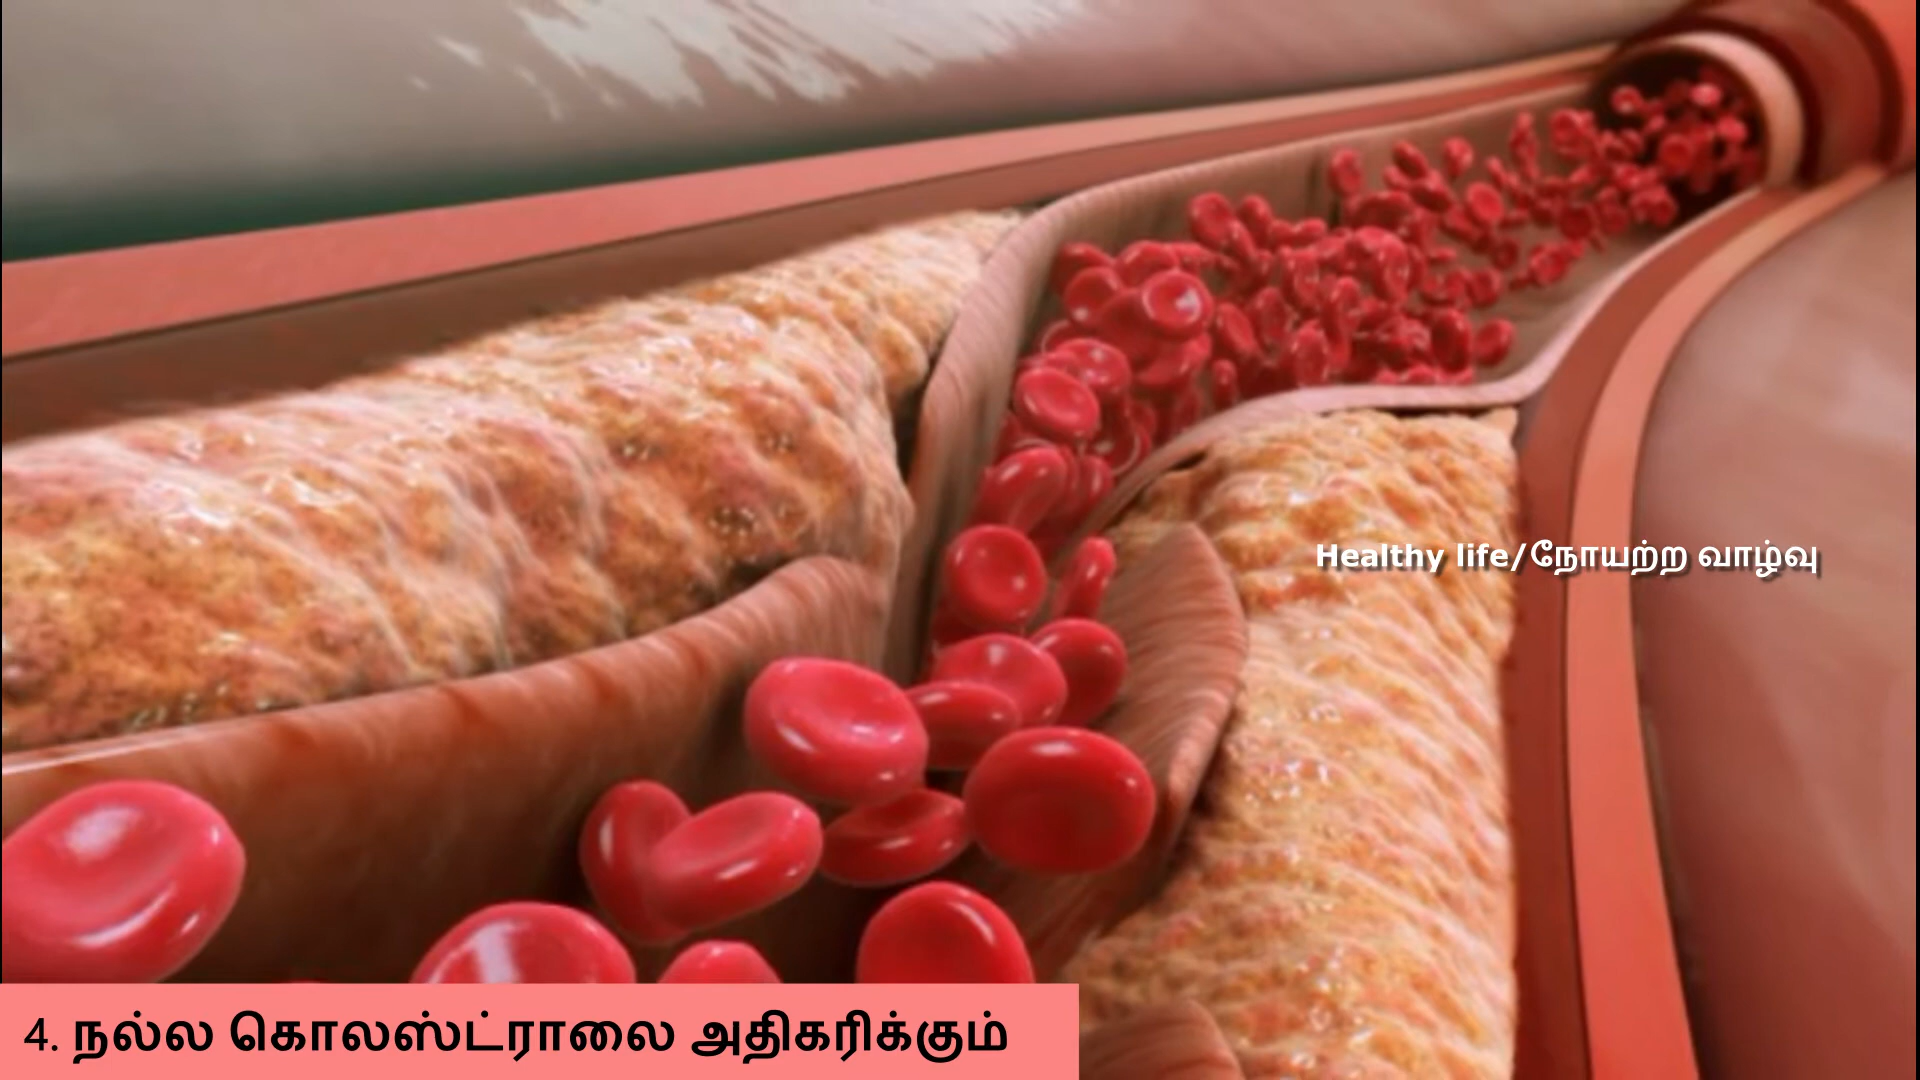 Healthy life/நோயற்ற வாழ்வு
4. நல்ல கொலஸ்ட்ராலை அதிகரிக்கும்